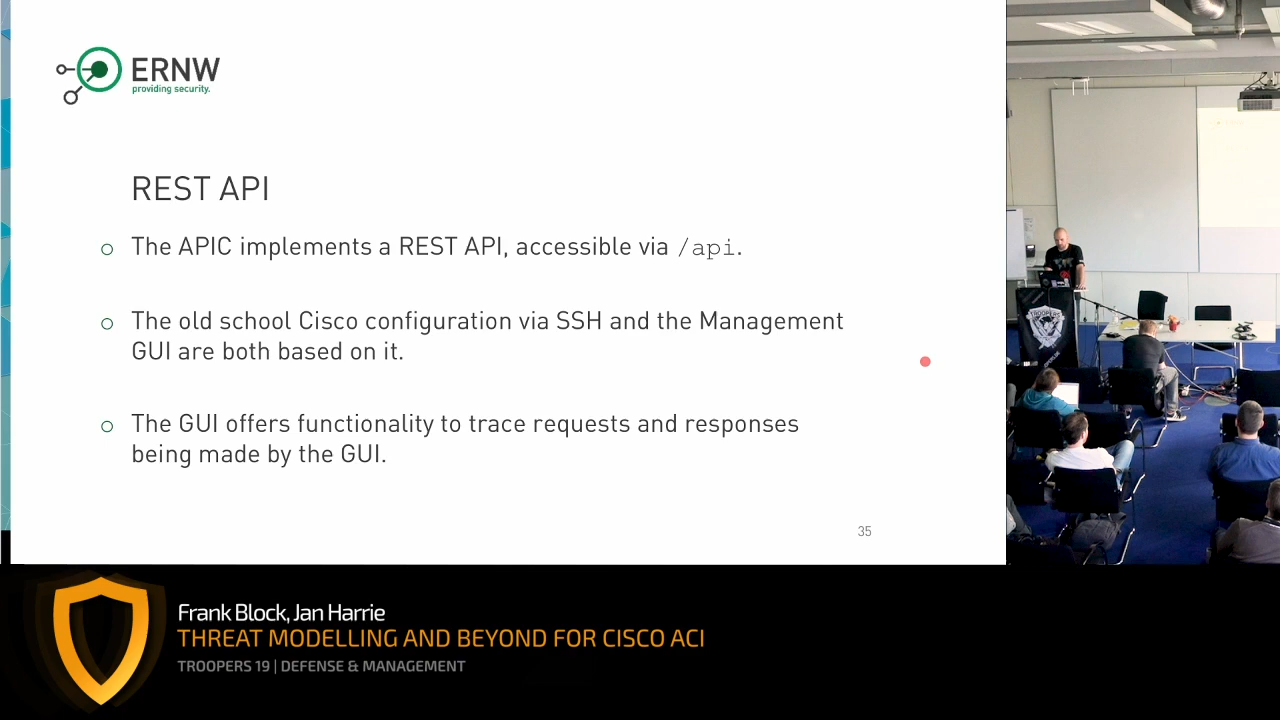 ERNW
providing security.
REST API
The APIC implements a REST API, accessible via /api.
The old school Cisco configuration via SSH and the Management
GUI are both based on it.
The GUI offers functionality to trace requests and responses
being made by the GUI.
35
TROOPERS
Frank Block, Jan Harrie
THREAT MODELLING AND BEYOND FOR CISCO ACI
TROOPERS 19 | DEFENSE & MANAGEMENT